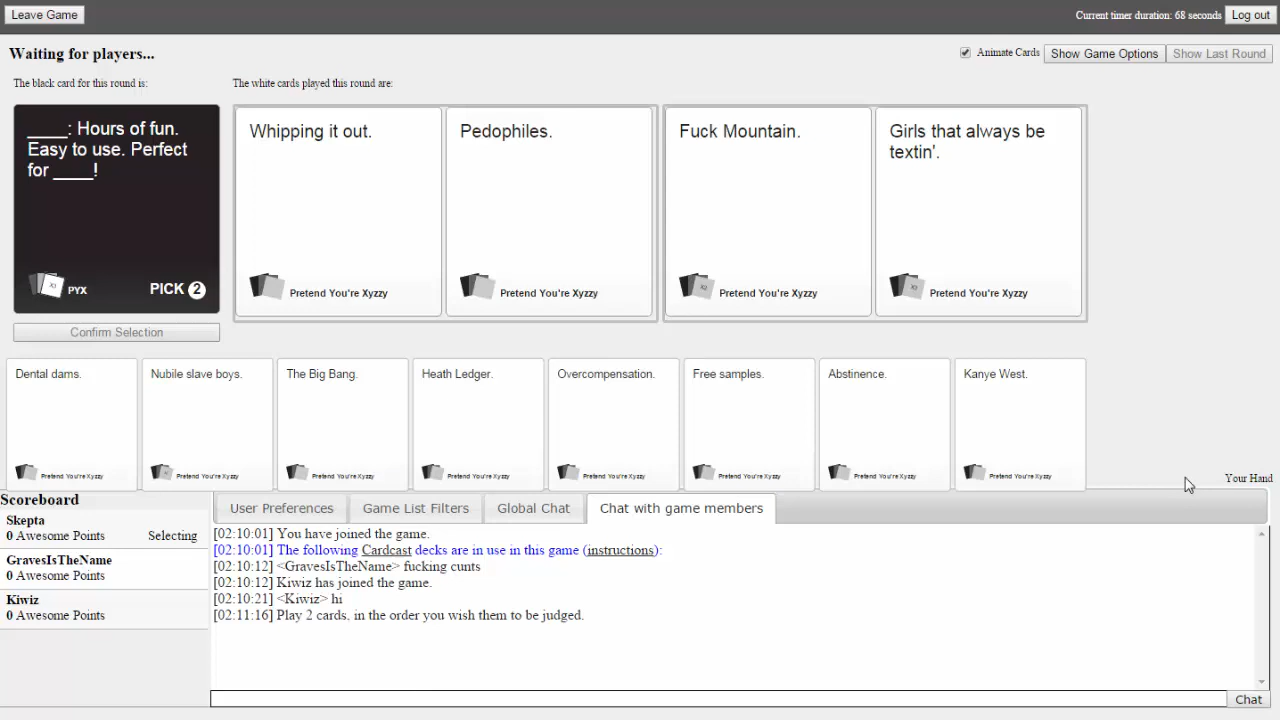 Leave Game
Current timer duration: 68 seconds
Log out
Waiting for players...
Animate Cards
Show Game Options
Show Last Round
The black card for this round is:
The white cards played this round are:
____: Hours of fun.
Easy to use. Perfect
for ____!
PYX
PICK 2
Confirm Selection
Whipping it out.
Pretend You're Xyzzy
Pedophiles.
Pretend You're Xyzzy
Fuck Mountain.
Pretend You're Xyzzy
Girls that always be
textin'.
Pretend You're Xyzzy
Dental dams.
Pretend You're Xyzzy
Nubile slave boys.
Pretend You're Xyzzy
The Big Bang.
Pretend You're Xyzzy
Heath Ledger.
Pretend You're Xyzzy
Overcompensation.
Pretend You're Xyzzy
Free samples.
Pretend You're Xyzzy
Abstinence.
Pretend You're Xyzzy
Kanye West.
Pretend You're Xyzzy
Your Hand
Scoreboard
Skepta
0 Awesome Points Selecting
GravesIsTheName
0 Awesome Points
Kiwiz
0 Awesome Points
User Preferences
Game List Filters
Global Chat
Chat with game members
[02:10:01] You have joined the game.
[02:10:01] The following Cardcast decks are in use in this game (instructions):
[02:10:12] <GravesIsTheName> fucking cunts
[02:10:12] Kiwiz has joined the game.
[02:10:21] <Kiwiz> hi
[02:11:16] Play 2 cards, in the order you wish them to be judged.
Chat